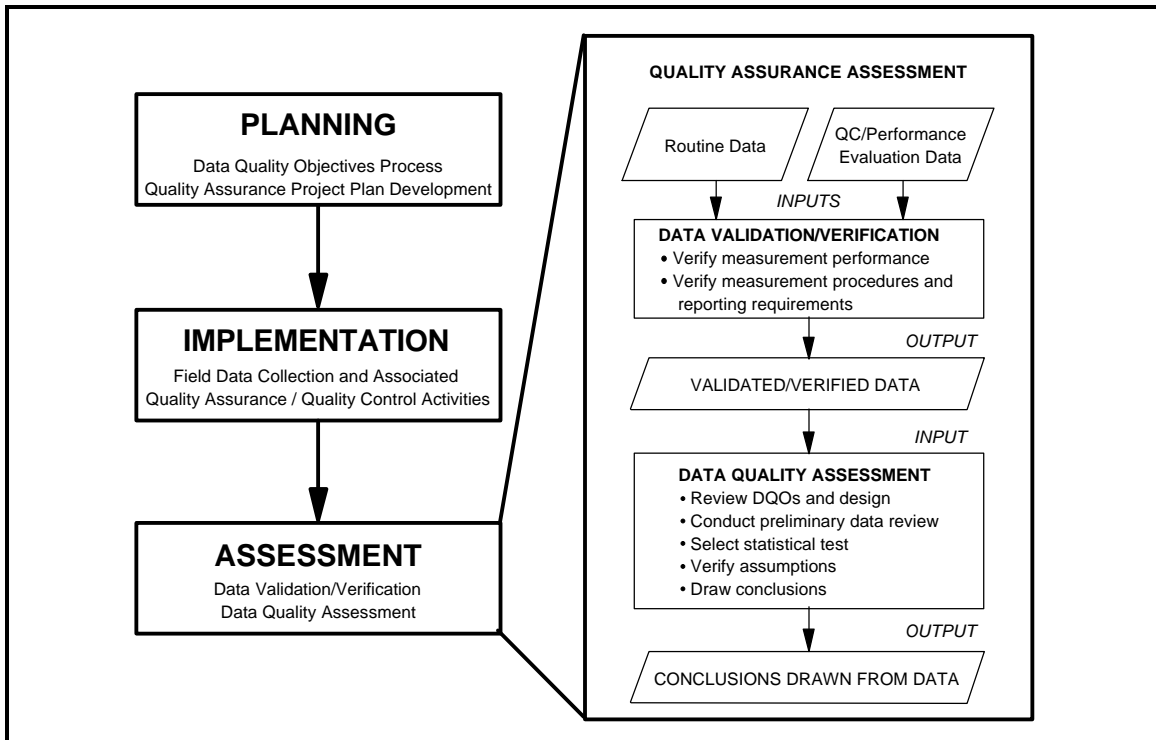 PLANNING
Data Quality Objectives Process
Quality Assurance Project Plan Development
IMPLEMENTATION
Field Data Collection and Associated
Quality Assurance / Quality Control Activities
ASSESSMENT
Data Validation/Verification
Data Quality Assessment
QUALITY ASSURANCE ASSESSMENT
Routine Data
QC/Performance
Evaluation Data
INPUTS
DATA VALIDATION/VERIFICATION
• Verify measurement performance
• Verify measurement procedures and
reporting requirements
OUTPUT
VALIDATED/VERIFIED DATA
INPUT
DATA QUALITY ASSESSMENT
• Review DQOs and design
• Conduct preliminary data review
• Select statistical test
• Verify assumptions
• Draw conclusions
OUTPUT
CONCLUSIONS DRAWN FROM DATA